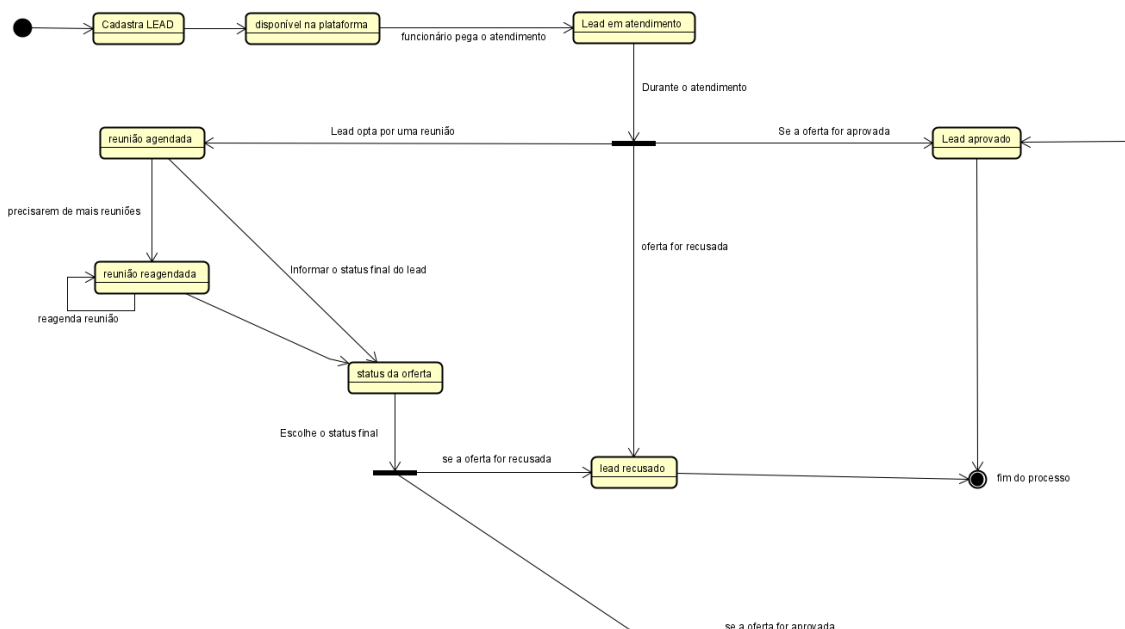 Cadastra LEAD
disponível na plataforma
funcionário pega o atendimento
Lead em atendimento
Durante o atendimento
Lead opta por uma reunião
Se a oferta for aprovada
reunião agendada
Lead aprovado
precisarem de mais reuniões
oferta for recusada
reunião reagendada
Informar o status final do lead
reagenda reunião
status da orferta
Escolhe o status final
se a oferta for recusada
lead recusado
fim do processo
se a oferta for aprovada